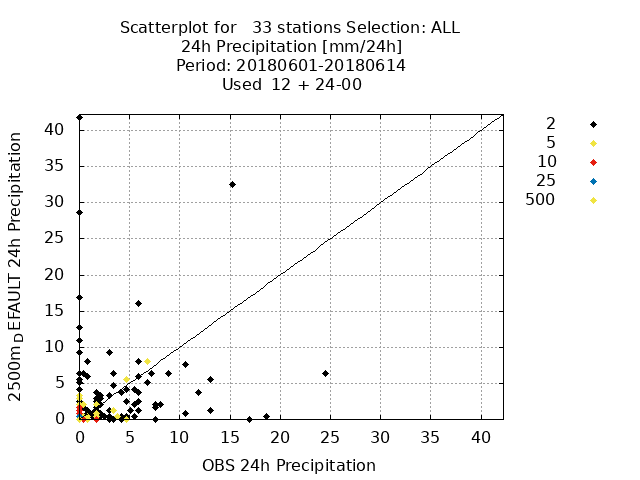 Scatterplot for   33 stations Selection: ALL
24h Precipitation [mm/24h]
Period: 20180601-20180614
Used  12 + 24-00
2
5
10
25
500
2500mDEFAULT 24h Precipitation
40
35
30
25
20
15
10
5
0
0 5 10 15 20 25 30 35 40
OBS 24h Precipitation